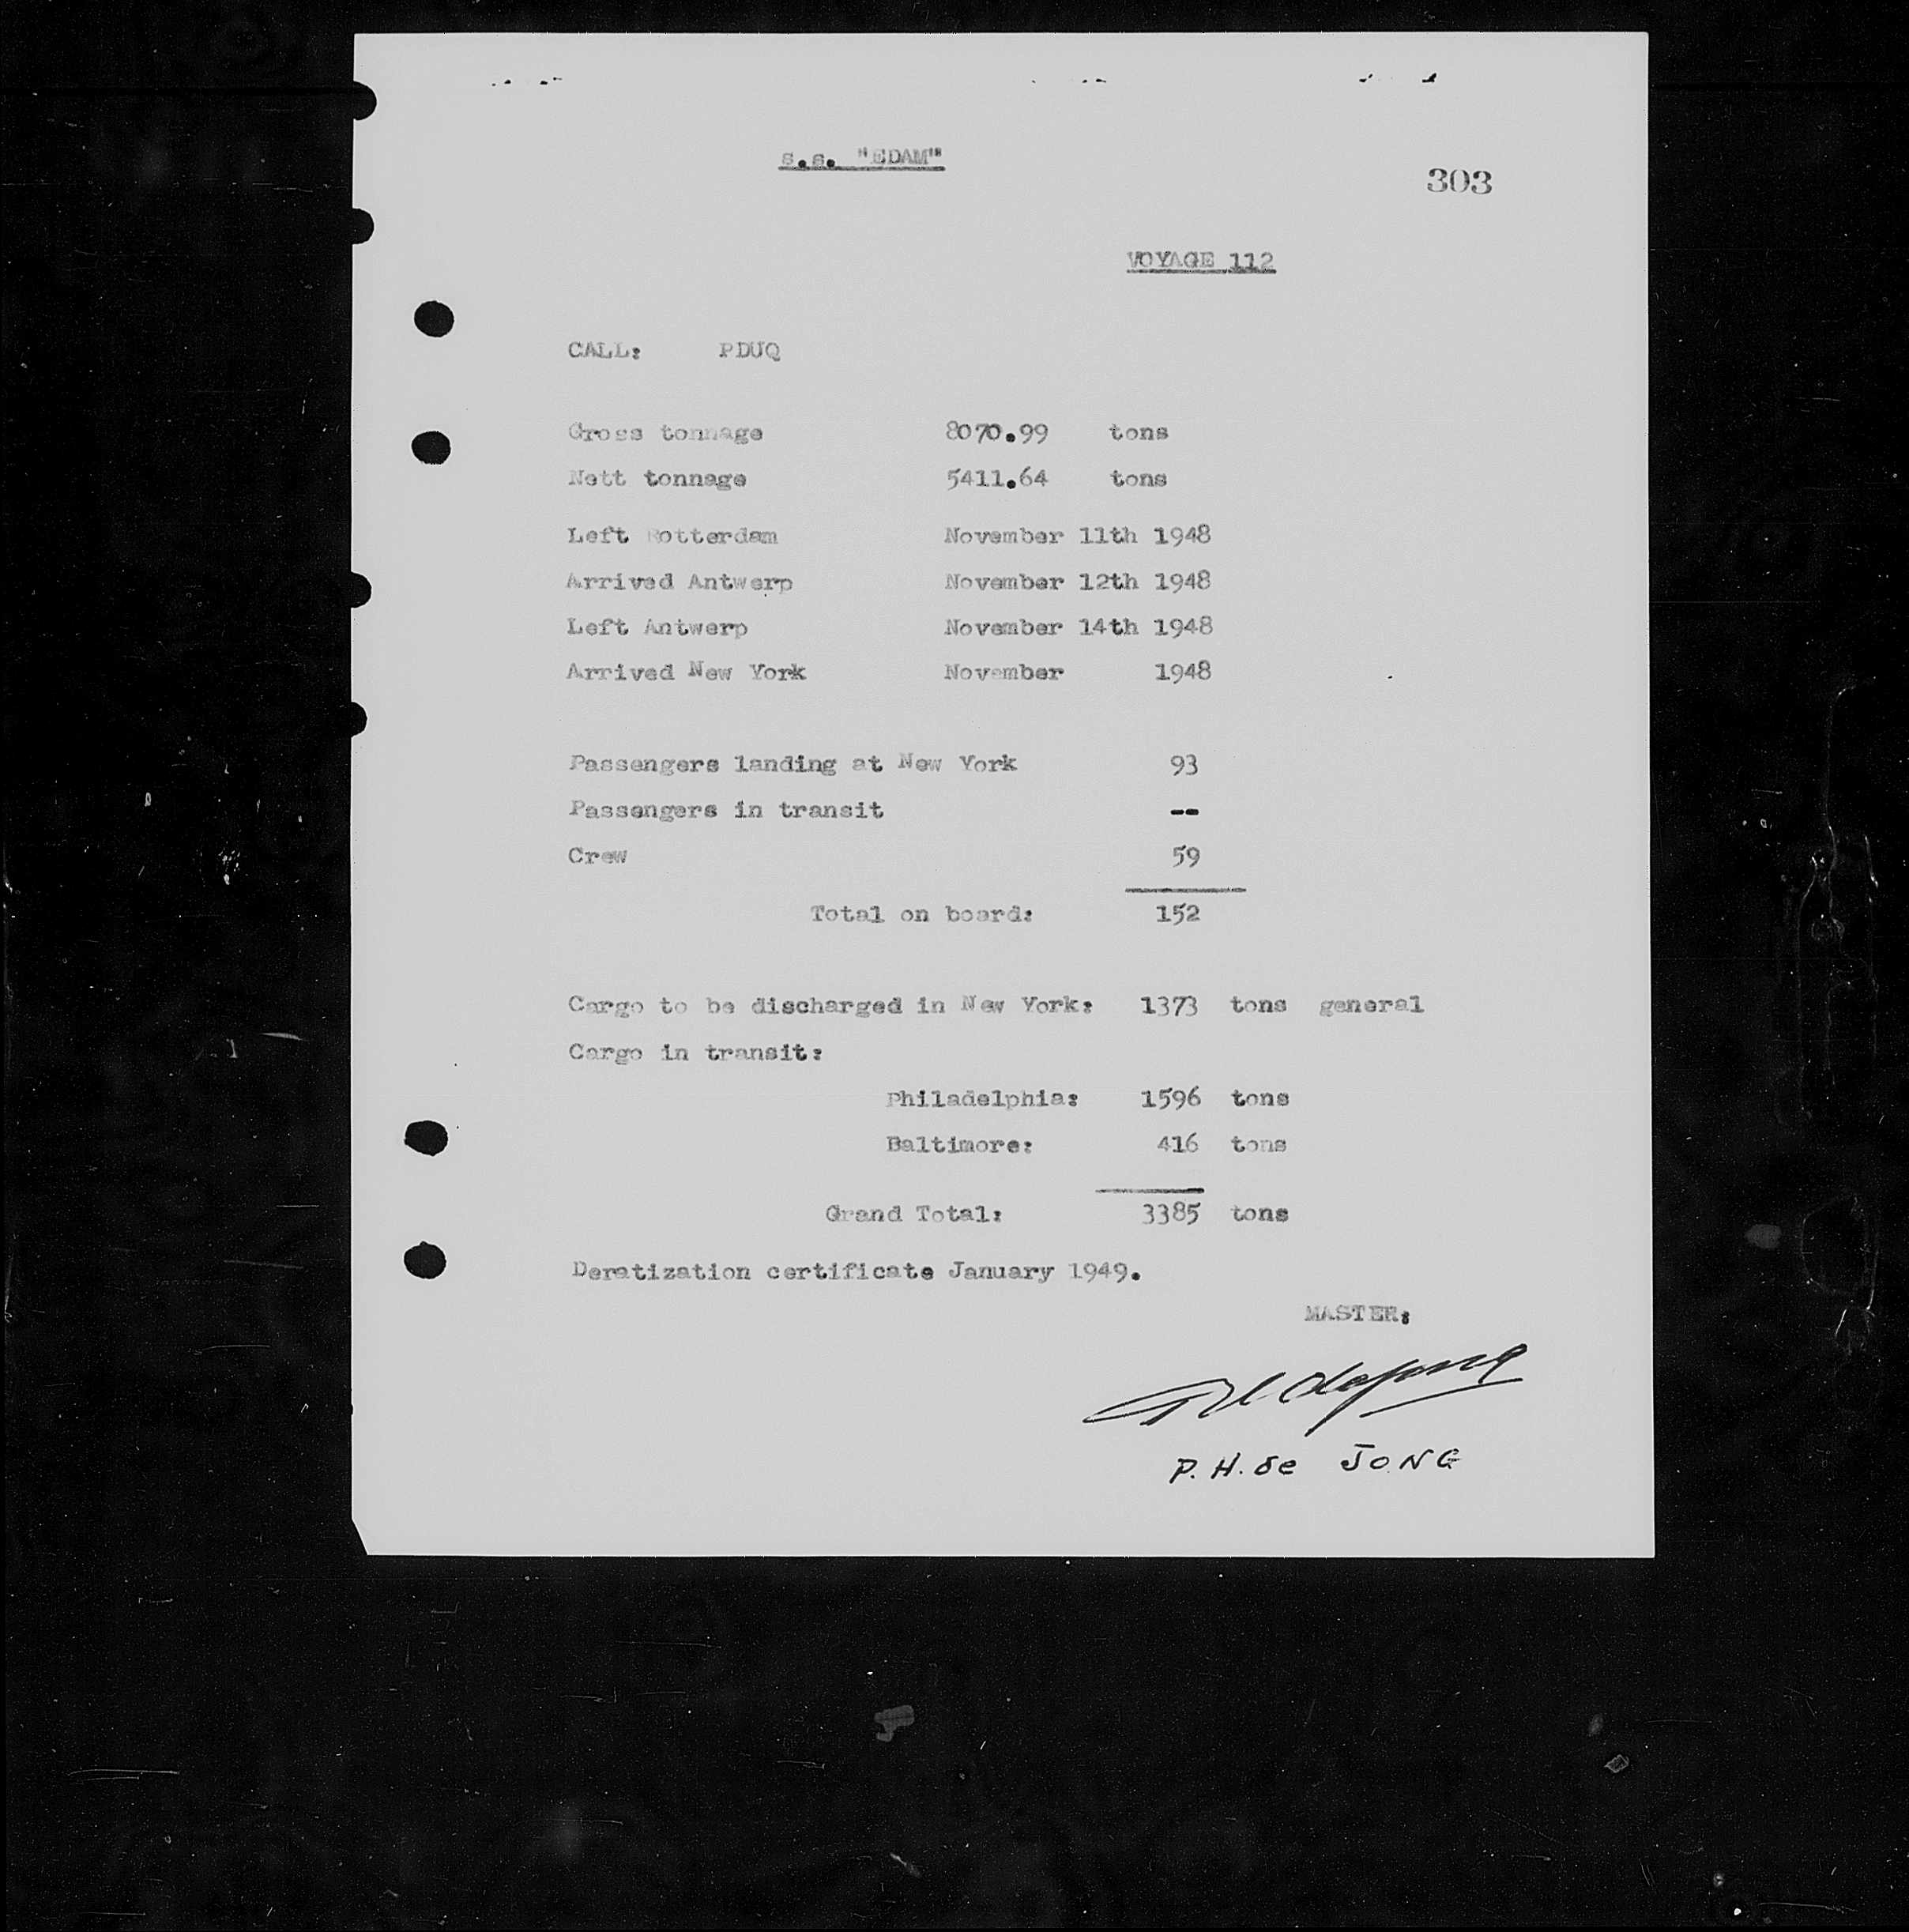 s.s. "EDAM"
303
VOYAGE 112
CALL: PDUQ
Gross tonnage 8070.99 tons
Nett tonnage 5411.64 tons
Left Rotterdam November 11th 1948
Arrived Antwerp November 12th 1948
Left Antwerp November 14th 1948
Arrived New York November 1948
Passengers landing at New York 93
Passengers in transit --
Crew 59
Total on board: 152
Cargo to be discharged in New York: 1373 tons general
Cargo in transit:
Philadelphia: 1596 tons
Baltimore: 416 tons
Grand Total: 3385 tons
Deratization certificate January 1949.
MASTER:
P.H. de JONG